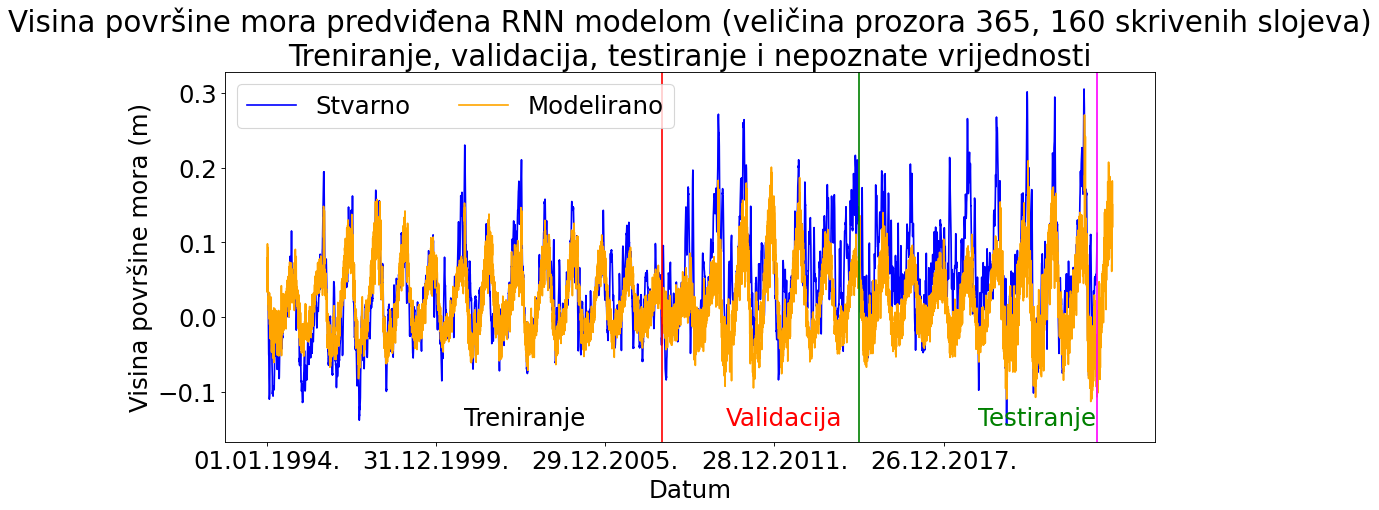 Visina površine mora predviđena RNN modelom (veličina prozora 365, 160 skrivenih slojeva)
Treniranje, validacija, testiranje i nepoznate vrijednosti
Stvarno Modelirano
Visina površine mora (m)
0.3
0.2
0.1
0.0
−0.1
Treniranje Validacija Testiranje
01.01.1994. 31.12.1999. 29.12.2005. 28.12.2011. 26.12.2017.
Datum